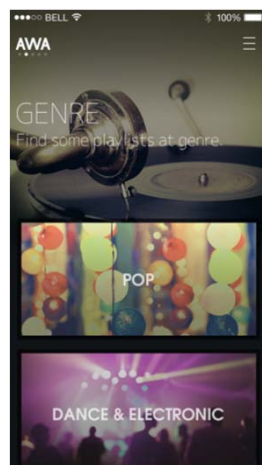 BELL 100%
AWA
GENRE
Find some playlists at genre.
POP
DANCE & ELECTRONIC